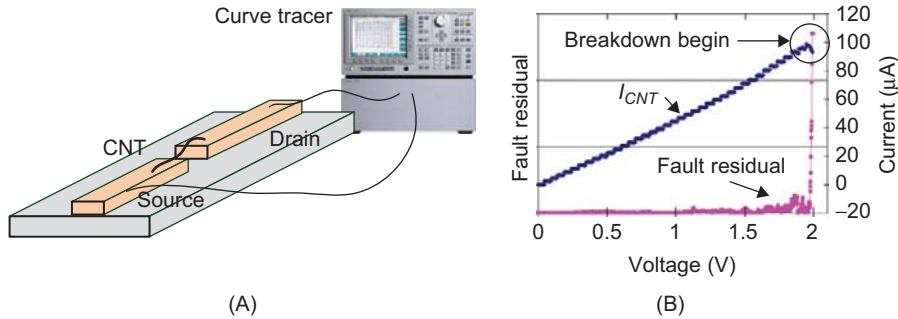 Curve tracer
CNT
Drain
Source
(A)
Fault residual
Breakdown begin
I_CNT
Fault residual
120
100
80
60
40
20
0
−20
Current (µA)
0
0.5
1
1.5
2
Voltage (V)
(B)